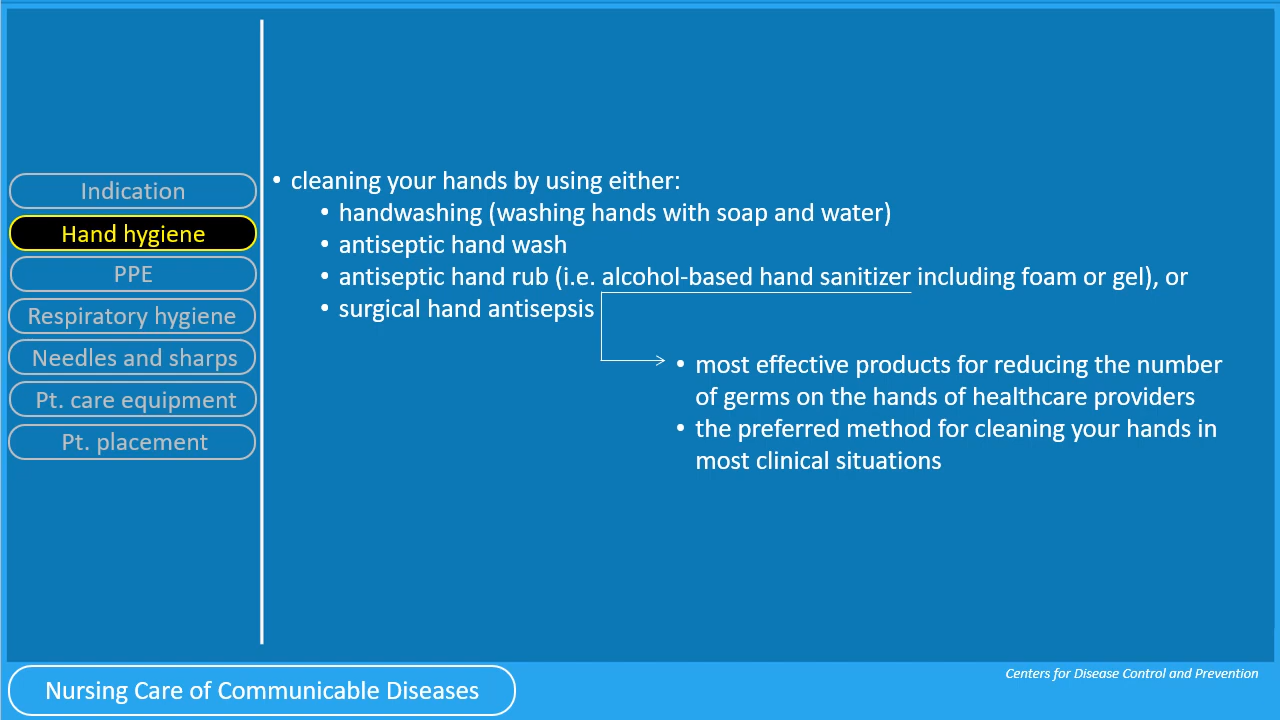 Indication
Hand hygiene
PPE
Respiratory hygiene
Needles and sharps
Pt. care equipment
Pt. placement
• cleaning your hands by using either:
• handwashing (washing hands with soap and water)
• antiseptic hand wash
• antiseptic hand rub (i.e. alcohol-based hand sanitizer including foam or gel), or
• surgical hand antisepsis
• most effective products for reducing the number
of germs on the hands of healthcare providers
• the preferred method for cleaning your hands in
most clinical situations
Centers for Disease Control and Prevention
Nursing Care of Communicable Diseases